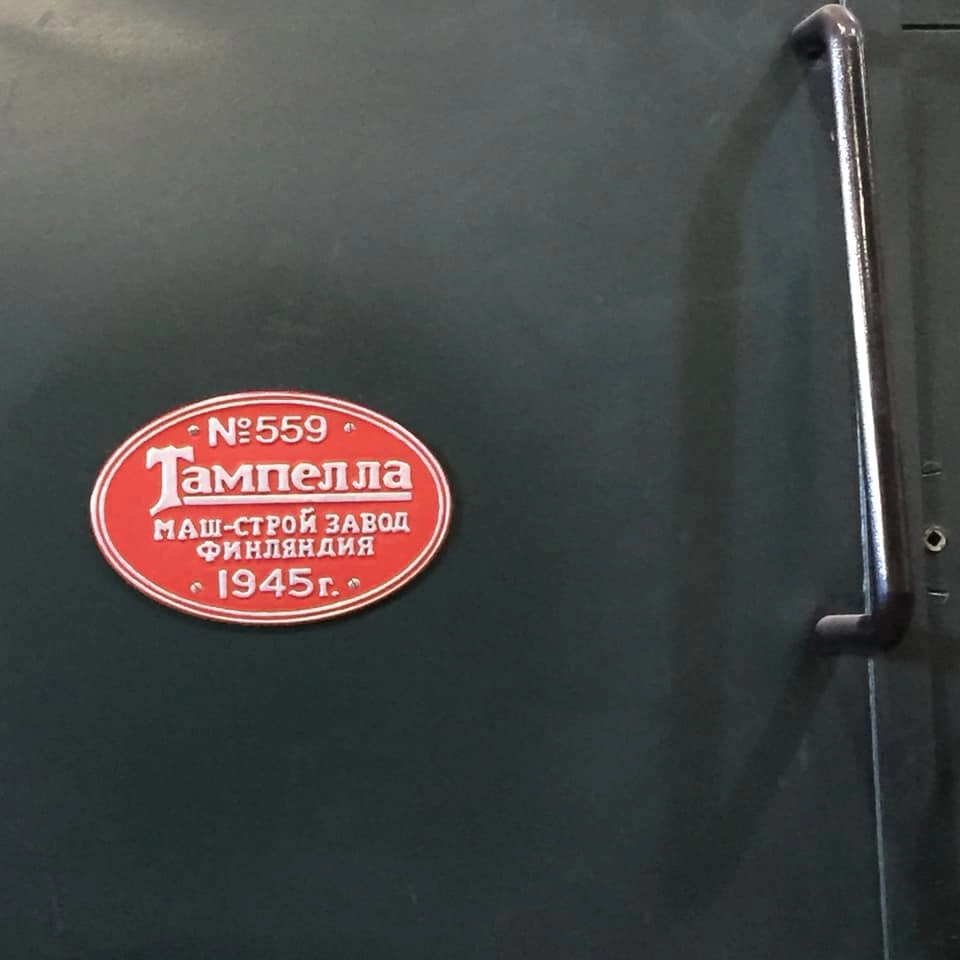 №559
Тампелла
МАШ-СТРОЙ ЗАВОД
ФИНЛЯНДИЯ
1945г.